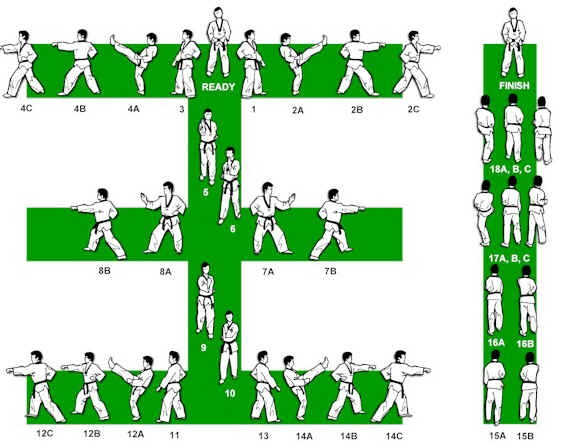 READY
FINISH
4C 4B 4A 3 1 2A 2B 2C
18A, B, C
5
6
17A, B, C
8B 8A 7A 7B
9
16A 16B
10
12C 12B 12A 11 13 14A 14B 14C
15A 15B